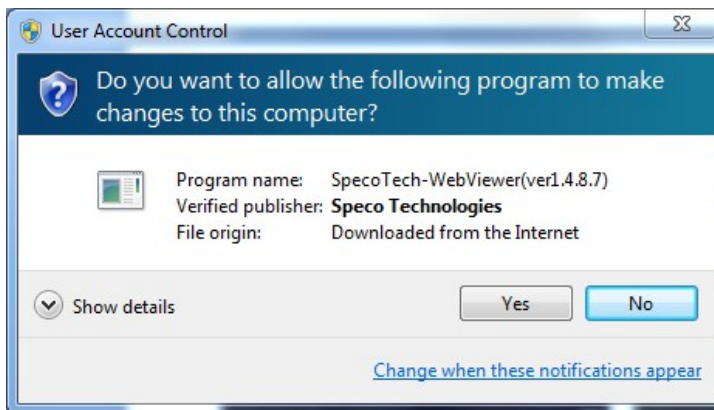 User Account Control
Do you want to allow the following program to make
changes to this computer?
Program name: SpecoTech-WebViewer(ver1.4.8.7)
Verified publisher: Speco Technologies
File origin: Downloaded from the Internet
Show details Yes No
Change when these notifications appear